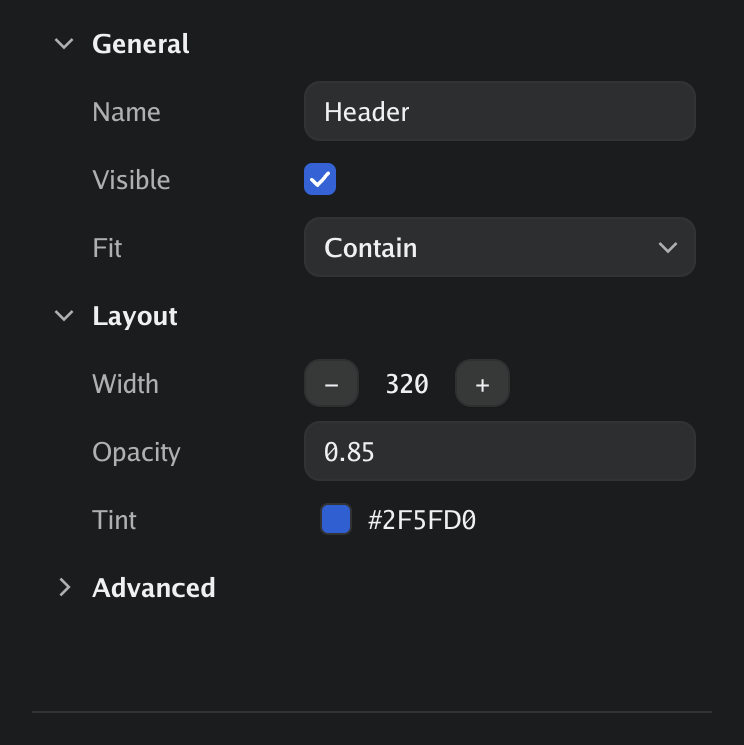 General
Name Header
Visible
Fit Contain
Layout
Width − 320 +
Opacity 0.85
Tint #2F5FD0
Advanced